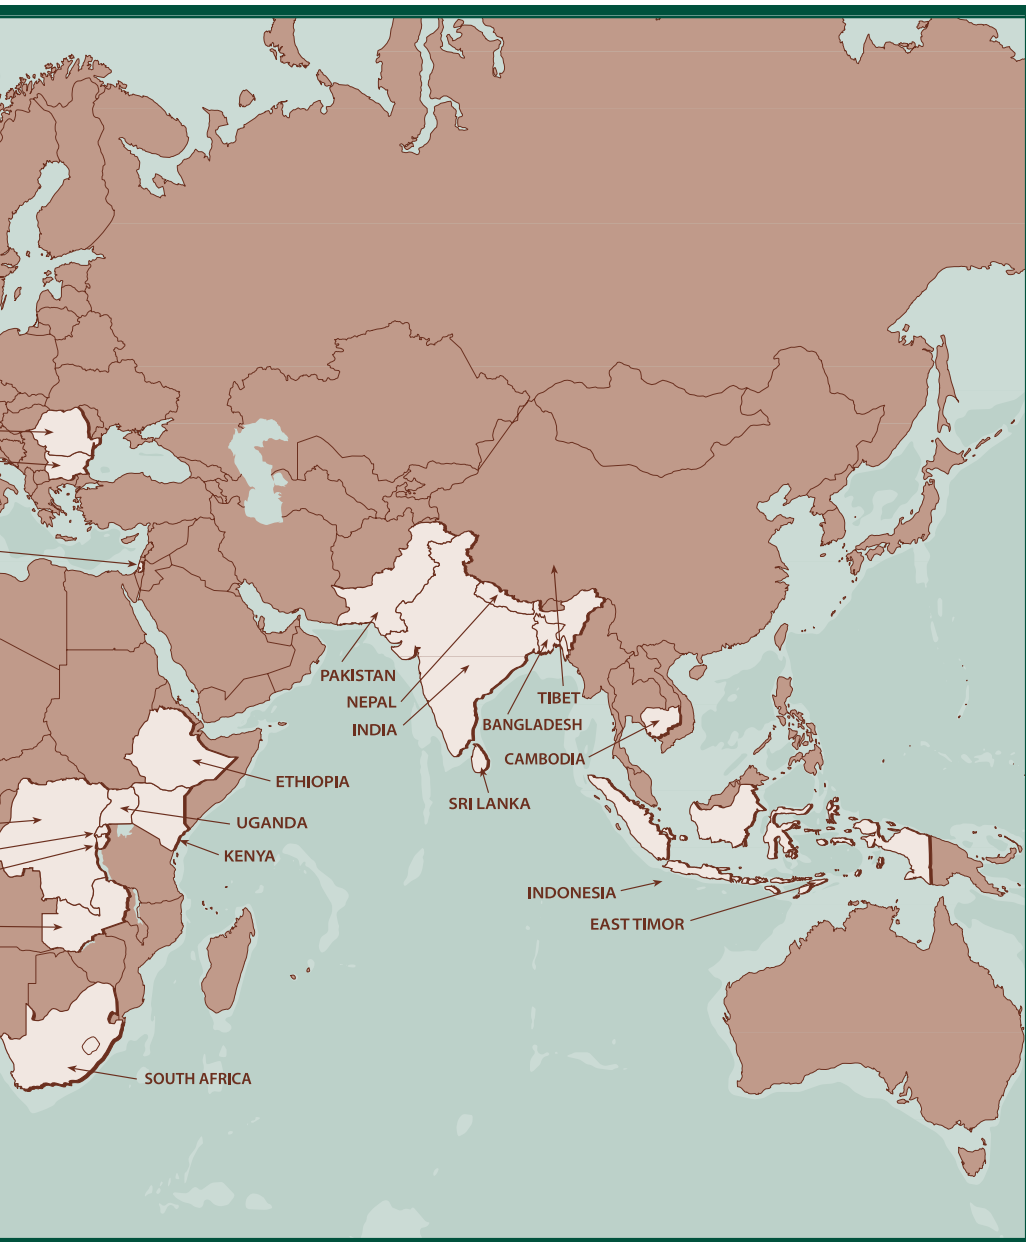 PAKISTAN
NEPAL
INDIA
TIBET
BANGLADESH
CAMBODIA
SRI LANKA
ETHIOPIA
UGANDA
KENYA
INDONESIA
EAST TIMOR
SOUTH AFRICA